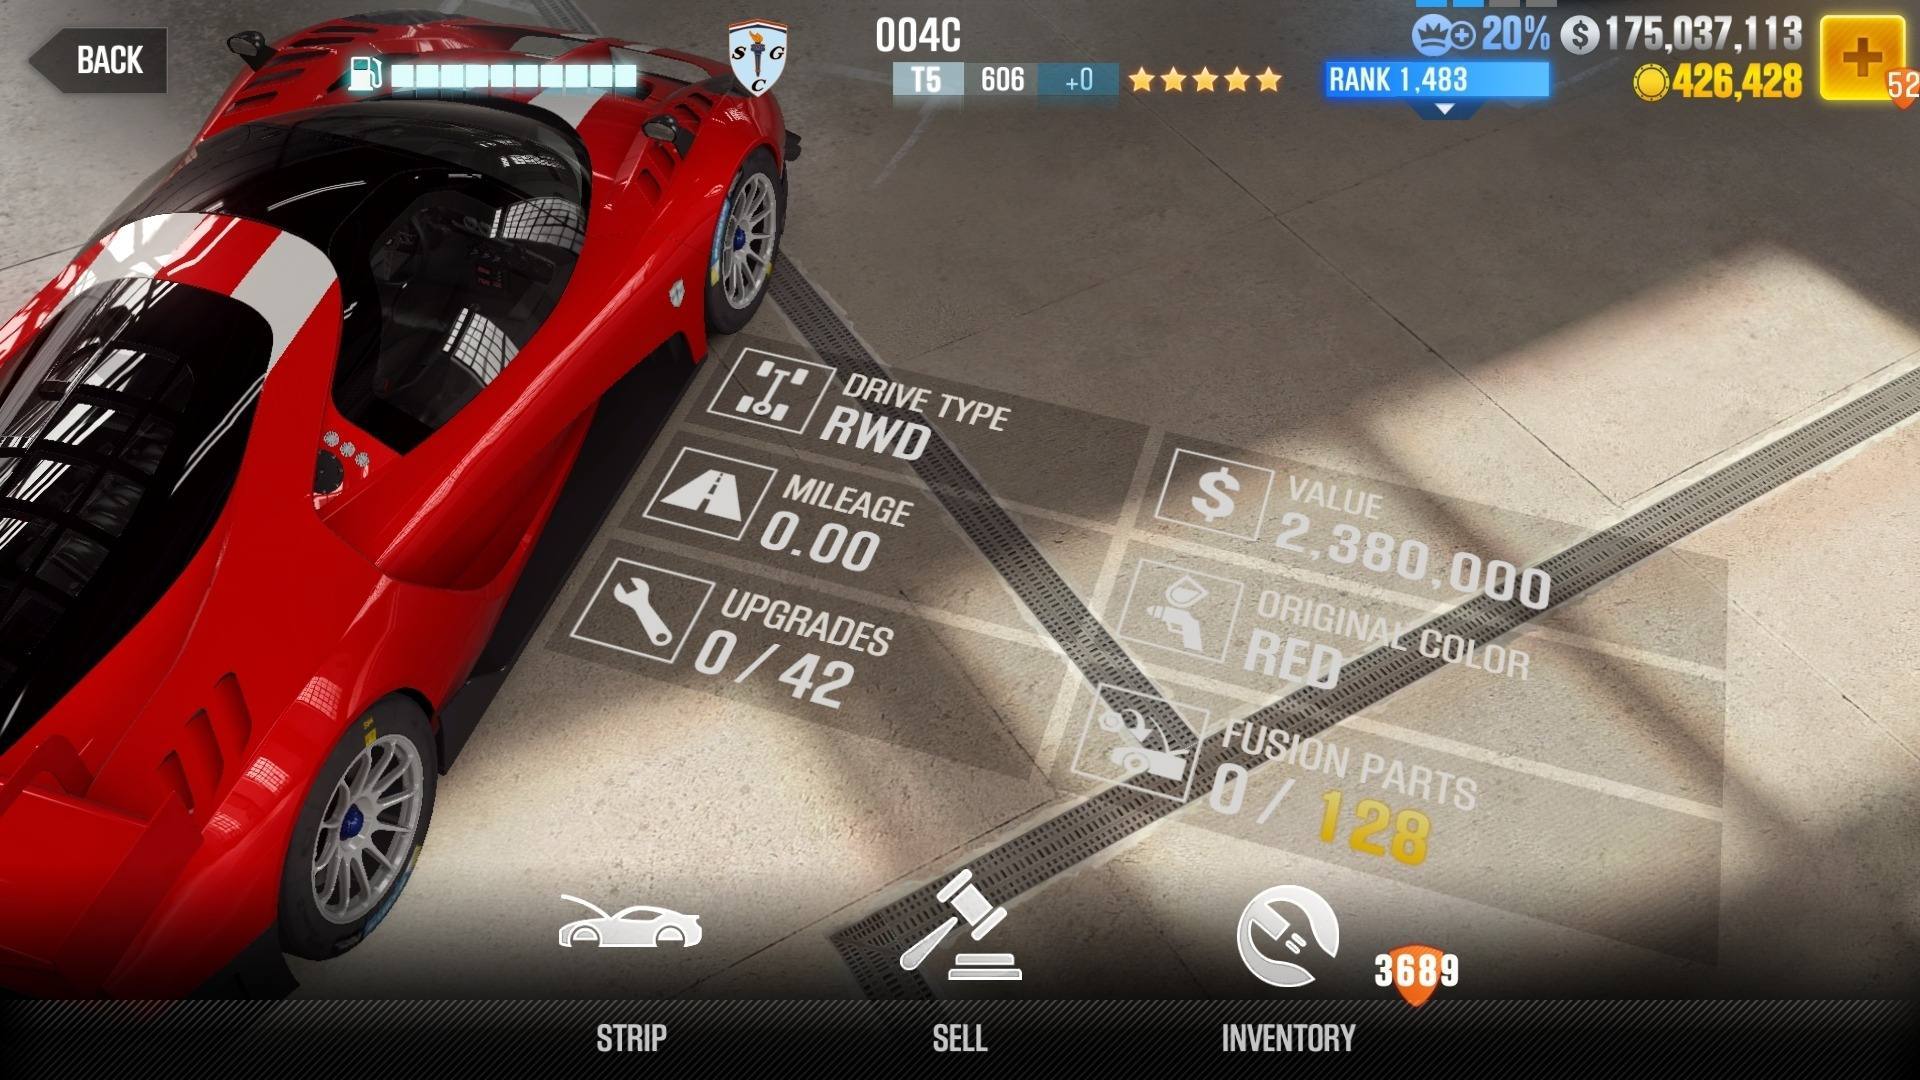 BACK
S G C
004C
T5 606 +0
20%
175,037,113
RANK 1,483
426,428
52
DRIVE TYPE
RWD
MILEAGE
0.00
UPGRADES
0/42
$
VALUE
2,380,000
ORIGINAL COLOR
RED
FUSION PARTS
0/128
3689
STRIP
SELL
INVENTORY